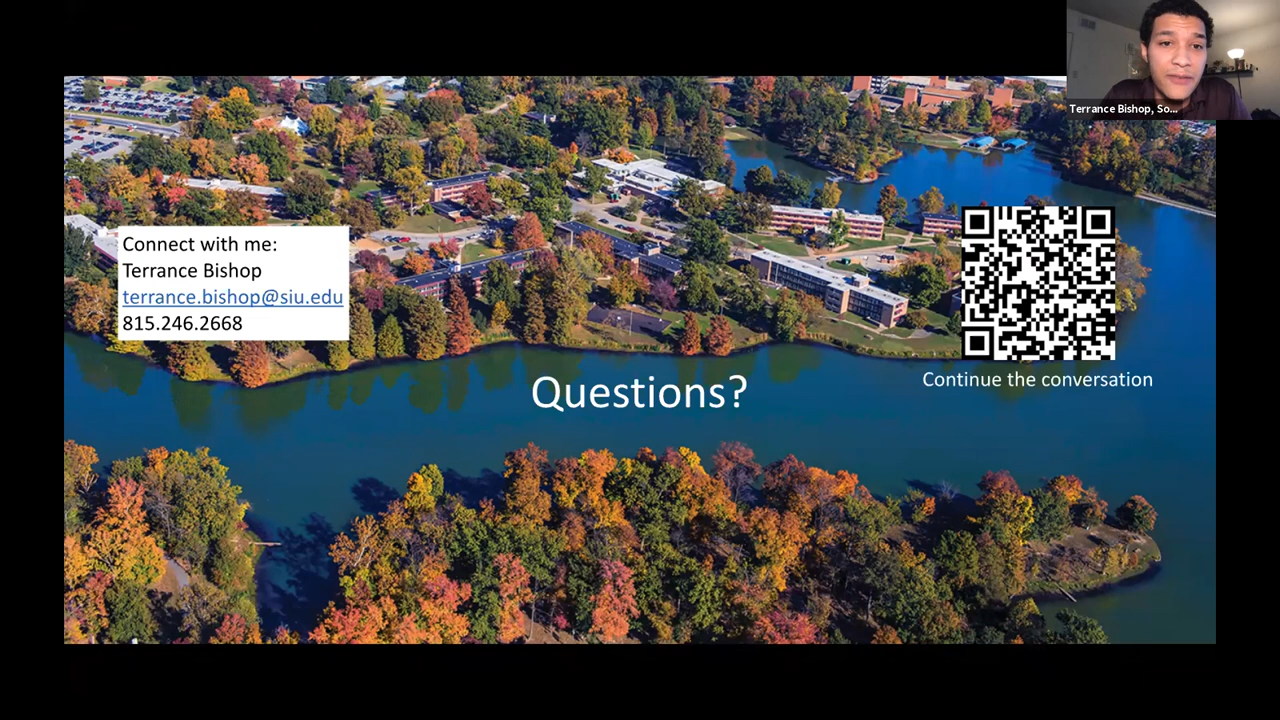 Terrance Bishop, So...
Connect with me:
Terrance Bishop
terrance.bishop@siu.edu
815.246.2668
Questions?
Continue the conversation